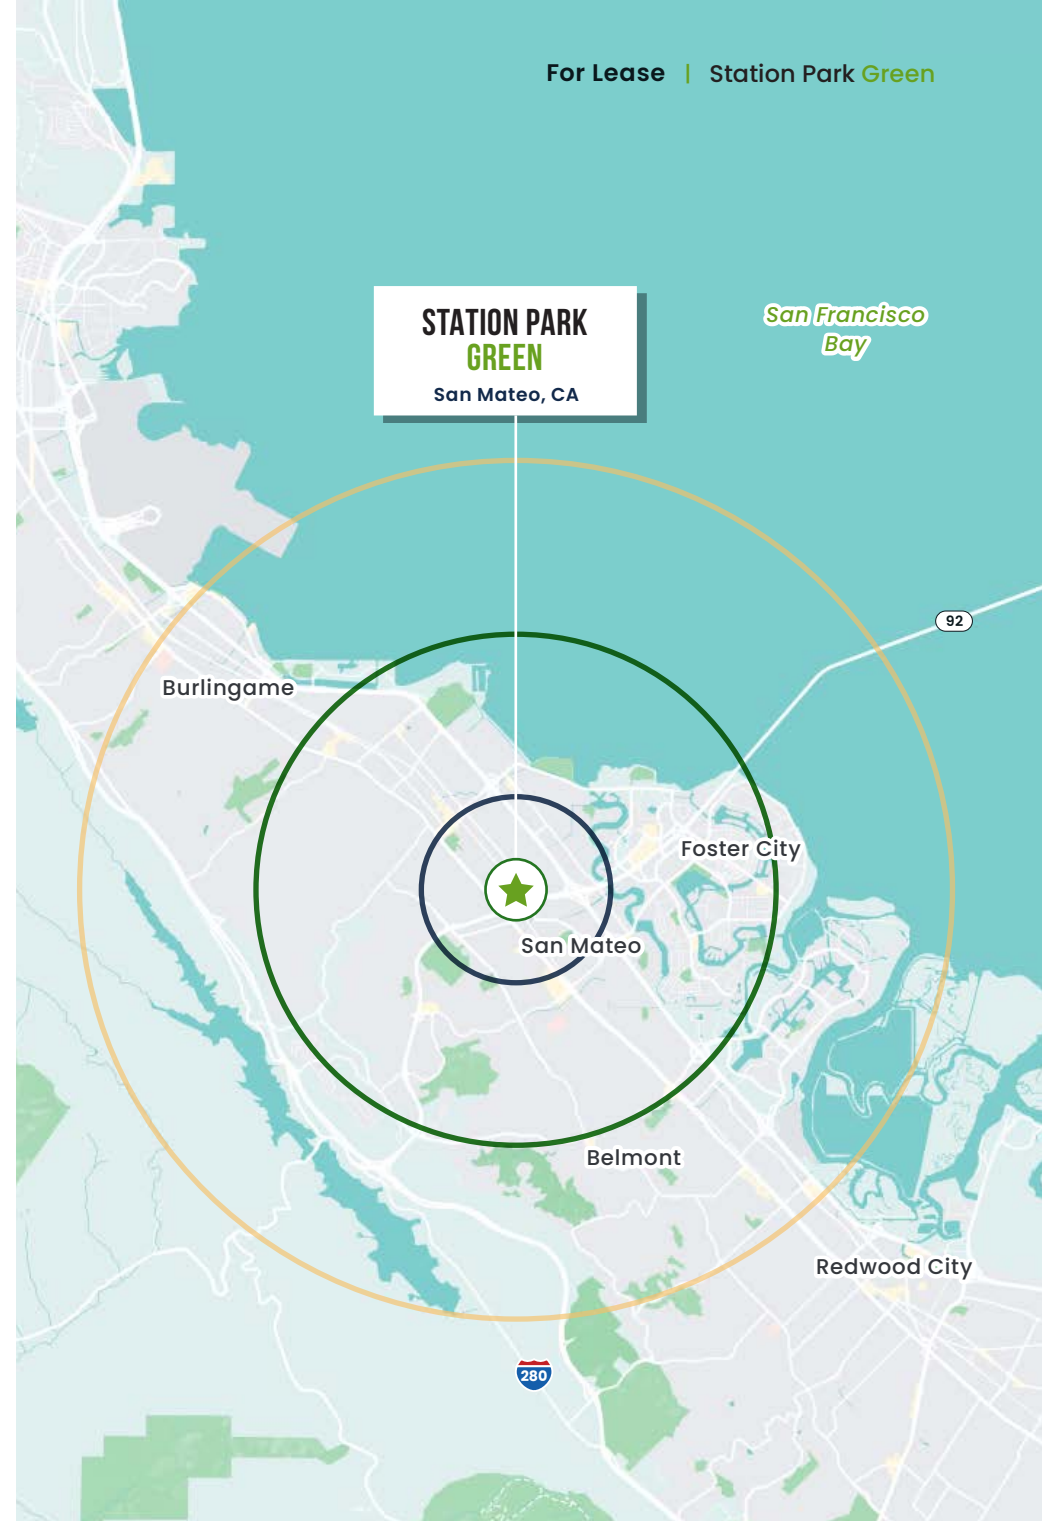 For Lease | Station Park Green
STATION PARK
GREEN
San Mateo, CA
San Francisco
Bay
92
Burlingame
Foster City
San Mateo
Belmont
Redwood City
280